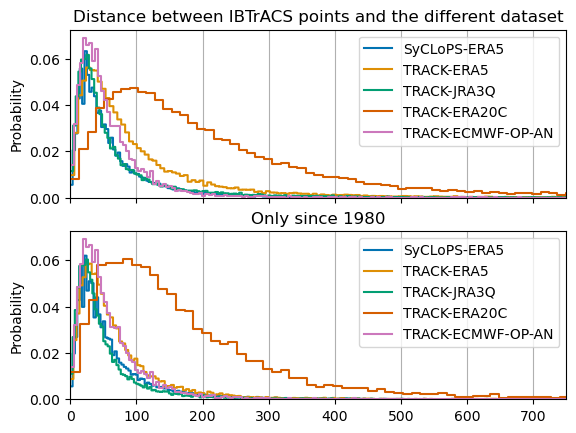 Distance between IBTrACS points and the different dataset
Probability
0.06
0.04
0.02
0.00
SyCLoPS-ERA5
TRACK-ERA5
TRACK-JRA3Q
TRACK-ERA20C
TRACK-ECMWF-OP-AN
Only since 1980
Probability
0.06
0.04
0.02
0.00
SyCLoPS-ERA5
TRACK-ERA5
TRACK-JRA3Q
TRACK-ERA20C
TRACK-ECMWF-OP-AN
0 100 200 300 400 500 600 700